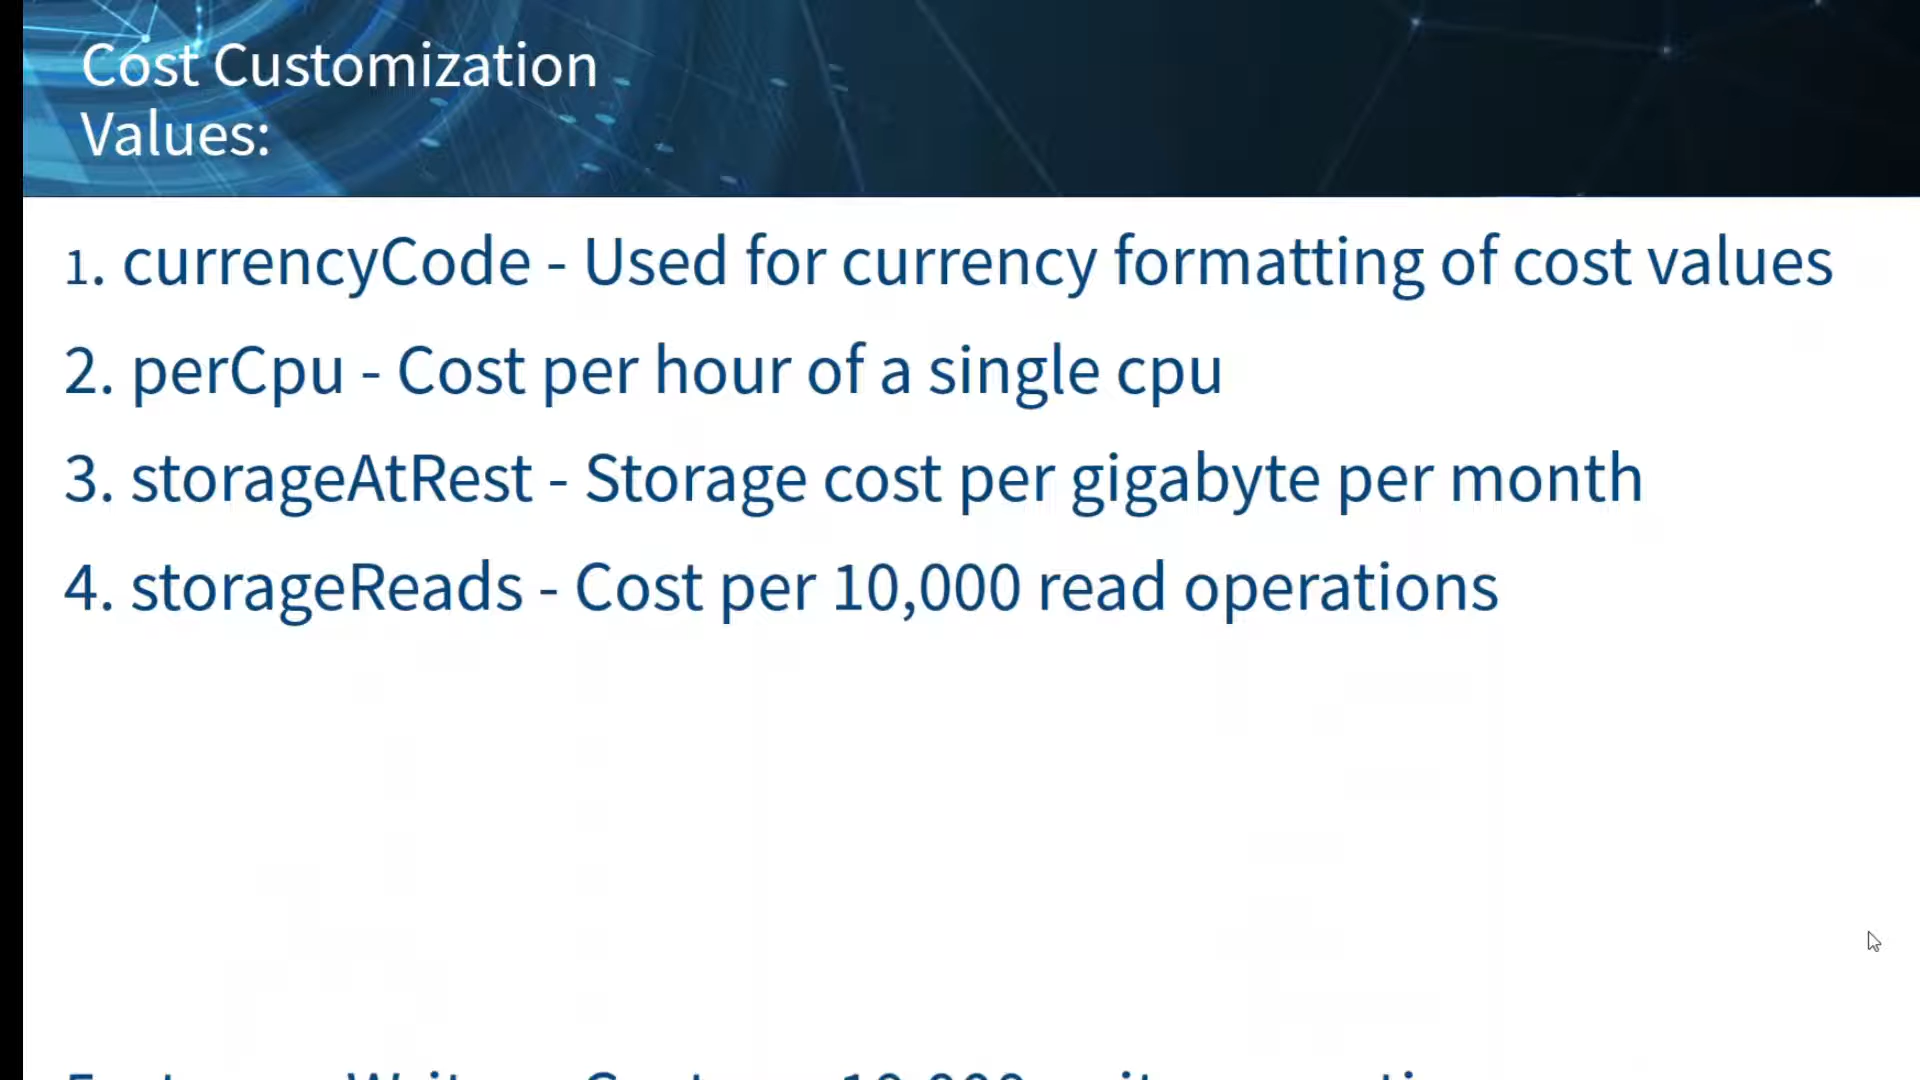 Cost Customization
Values:
1. currencyCode - Used for currency formatting of cost values
2. perCpu - Cost per hour of a single cpu
3. storageAtRest - Storage cost per gigabyte per month
4. storageReads - Cost per 10,000 read operations